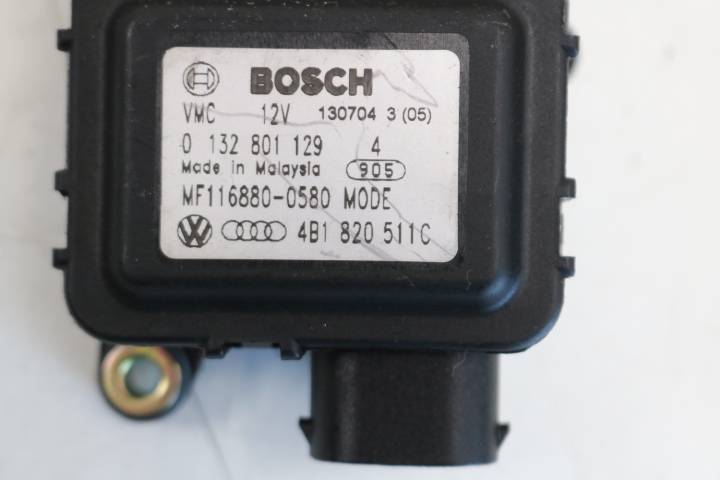 BOSCH
VMC 12V 130704 3 (05)
0 132 801 129 4
Made in Malaysia 905
MF116880-0580 MODE
4B1 820 511C